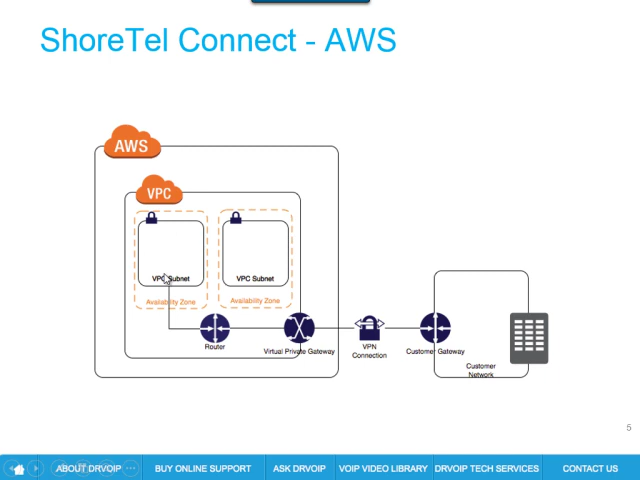 ShoreTel Connect - AWS
AWS
VPC
VPC Subnet
VPC Subnet
Availability Zone
Availability Zone
Router
Virtual Private Gateway
VPN
Connection
Customer Gateway
Customer
Network
5
ABOUT DRVOIP
BUY ONLINE SUPPORT
ASK DRVOIP
VOIP VIDEO LIBRARY
DRVOIP TECH SERVICES
CONTACT US